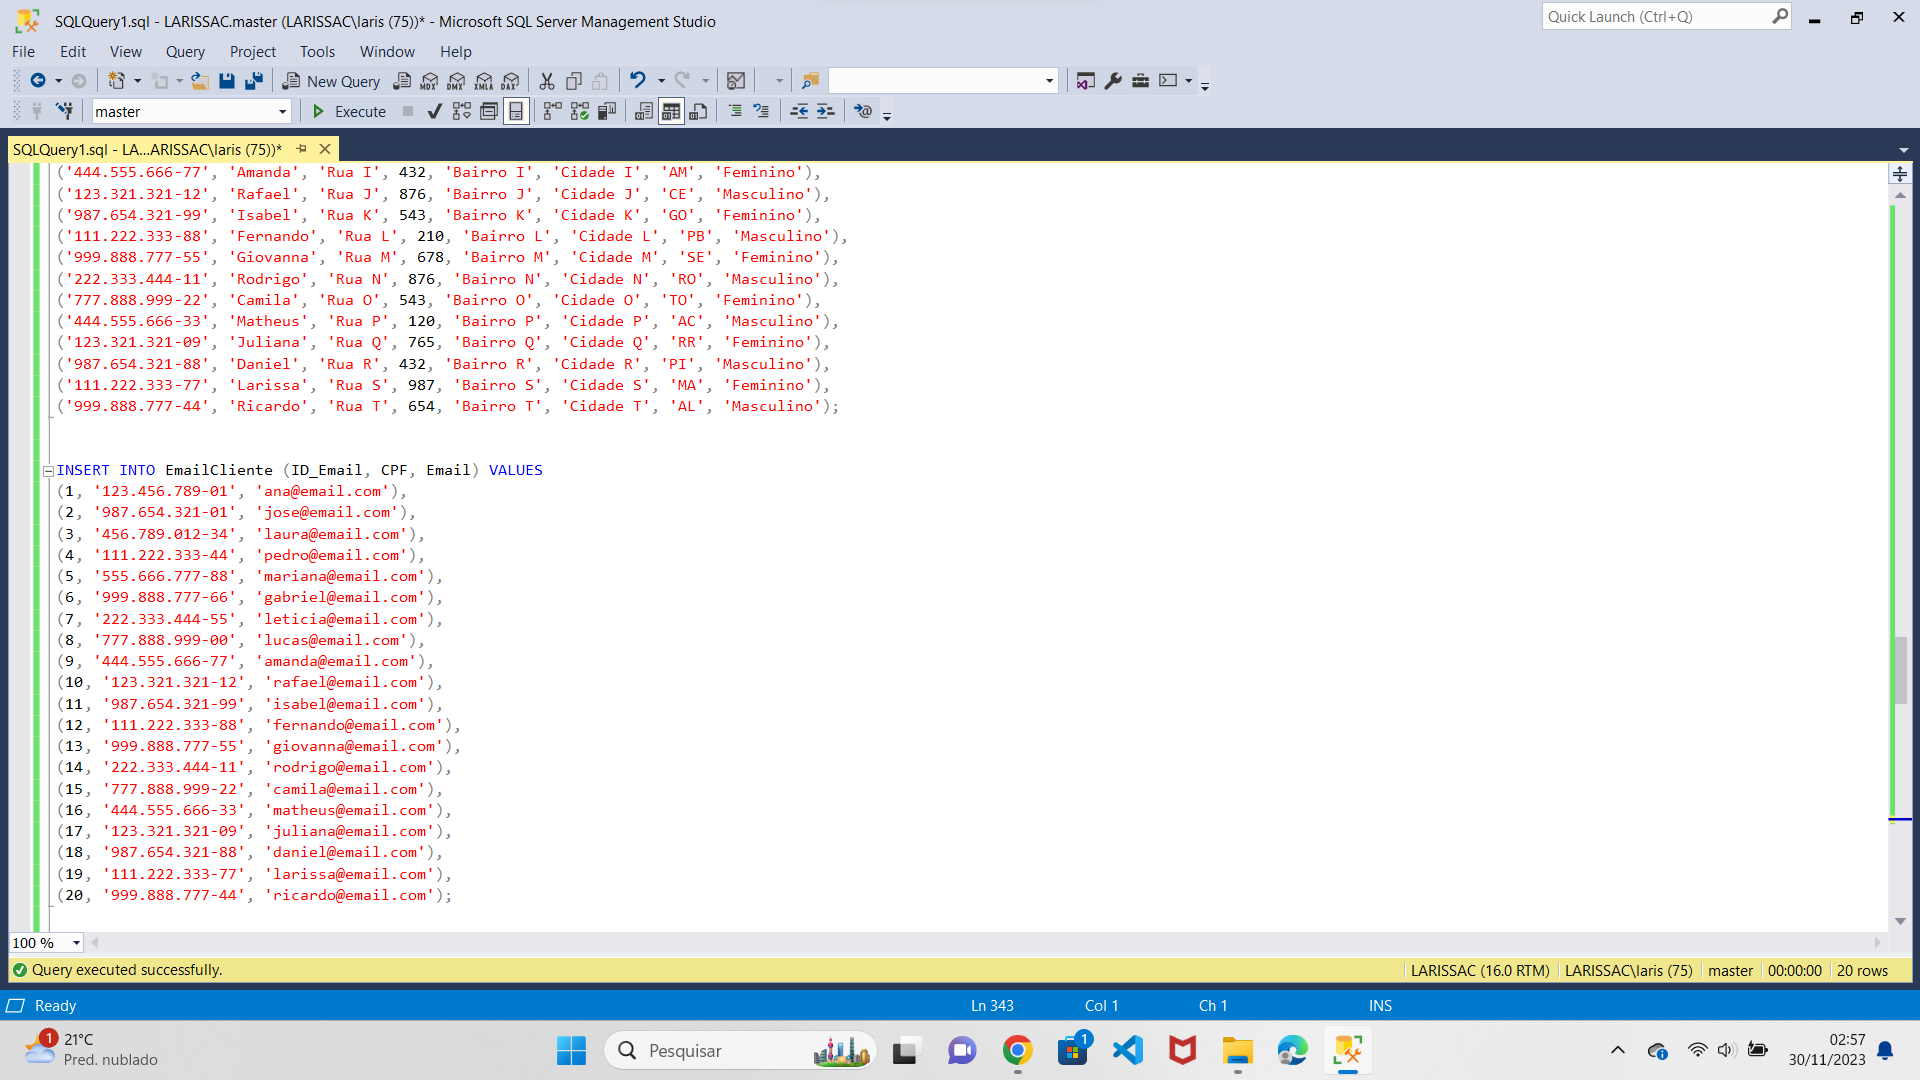 SQLQuery1.sql - LARISSAC.master (LARISSAC\laris (75))* - Microsoft SQL Server Management Studio
Quick Launch (Ctrl+Q)
File Edit View Query Project Tools Window Help
New Query
MDX DMX XMLA DAX
master
Execute
SQLQuery1.sql - LA...ARISSAC\laris (75))*
('444.555.666-77', 'Amanda', 'Rua I', 432, 'Bairro I', 'Cidade I', 'AM', 'Feminino'),
('123.321.321-12', 'Rafael', 'Rua J', 876, 'Bairro J', 'Cidade J', 'CE', 'Masculino'),
('987.654.321-99', 'Isabel', 'Rua K', 543, 'Bairro K', 'Cidade K', 'GO', 'Feminino'),
('111.222.333-88', 'Fernando', 'Rua L', 210, 'Bairro L', 'Cidade L', 'PB', 'Masculino'),
('999.888.777-55', 'Giovanna', 'Rua M', 678, 'Bairro M', 'Cidade M', 'SE', 'Feminino'),
('222.333.444-11', 'Rodrigo', 'Rua N', 876, 'Bairro N', 'Cidade N', 'RO', 'Masculino'),
('777.888.999-22', 'Camila', 'Rua O', 543, 'Bairro O', 'Cidade O', 'TO', 'Feminino'),
('444.555.666-33', 'Matheus', 'Rua P', 120, 'Bairro P', 'Cidade P', 'AC', 'Masculino'),
('123.321.321-09', 'Juliana', 'Rua Q', 765, 'Bairro Q', 'Cidade Q', 'RR', 'Feminino'),
('987.654.321-88', 'Daniel', 'Rua R', 432, 'Bairro R', 'Cidade R', 'PI', 'Masculino'),
('111.222.333-77', 'Larissa', 'Rua S', 987, 'Bairro S', 'Cidade S', 'MA', 'Feminino'),
('999.888.777-44', 'Ricardo', 'Rua T', 654, 'Bairro T', 'Cidade T', 'AL', 'Masculino');
INSERT INTO EmailCliente (ID_Email, CPF, Email) VALUES
(1, '123.456.789-01', 'ana@email.com'),
(2, '987.654.321-01', 'jose@email.com'),
(3, '456.789.012-34', 'laura@email.com'),
(4, '111.222.333-44', 'pedro@email.com'),
(5, '555.666.777-88', 'mariana@email.com'),
(6, '999.888.777-66', 'gabriel@email.com'),
(7, '222.333.444-55', 'leticia@email.com'),
(8, '777.888.999-00', 'lucas@email.com'),
(9, '444.555.666-77', 'amanda@email.com'),
(10, '123.321.321-12', 'rafael@email.com'),
(11, '987.654.321-99', 'isabel@email.com'),
(12, '111.222.333-88', 'fernando@email.com'),
(13, '999.888.777-55', 'giovanna@email.com'),
(14, '222.333.444-11', 'rodrigo@email.com'),
(15, '777.888.999-22', 'camila@email.com'),
(16, '444.555.666-33', 'matheus@email.com'),
(17, '123.321.321-09', 'juliana@email.com'),
(18, '987.654.321-88', 'daniel@email.com'),
(19, '111.222.333-77', 'larissa@email.com'),
(20, '999.888.777-44', 'ricardo@email.com');
100 %
Query executed successfully. LARISSAC (16.0 RTM) LARISSAC\laris (75) master 00:00:00 20 rows
Ready Ln 343 Col 1 Ch 1 INS
1 21°C
Pred. nublado
Pesquisar
1
02:57
30/11/2023